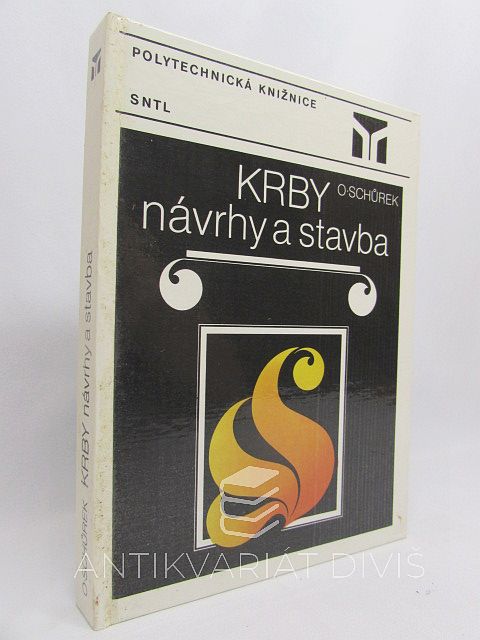 POLYTECHNICKÁ KNIŽNICE
SNTL
KRBY
O·SCHŮREK
návrhy a stavba
O·SCHŮREK KRBY návrhy a stavba
ANTIKVARIÁT DIVIŠ